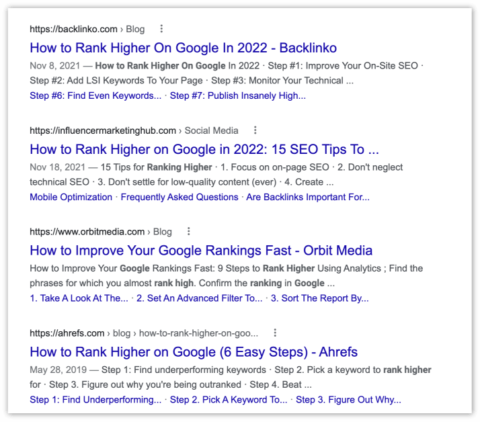 https://backlinko.com › Blog
How to Rank Higher On Google In 2022 - Backlinko
Nov 8, 2021 — How to Rank Higher On Google In 2022 · Step #1: Improve Your On-Site SEO ·
Step #2: Add LSI Keywords To Your Page · Step #3: Monitor Your Technical ...
Step #6: Find Even Keywords... · Step #7: Publish Insanely High...
https://influencermarketinghub.com › Social Media
How to Rank Higher on Google in 2022: 15 SEO Tips To ...
Nov 18, 2021 — 15 Tips for Ranking Higher · 1. Focus on on-page SEO · 2. Don't neglect
technical SEO · 3. Don't settle for low-quality content (ever) · 4. Create ...
Mobile Optimization · Frequently Asked Questions · Are Backlinks Important For...
https://www.orbitmedia.com › Blog
How to Improve Your Google Rankings Fast - Orbit Media
How to Improve Your Google Rankings Fast: 9 Steps to Rank Higher Using Analytics ; Find the
phrases for which you almost rank high. Confirm the ranking in Google ...
1. Take A Look At The... · 2. Set An Advanced Filter To... · 3. Sort The Report By...
https://ahrefs.com › blog › how-to-rank-higher-on-goo...
How to Rank Higher on Google (6 Easy Steps) - Ahrefs
May 28, 2019 — Step 1: Find underperforming keywords · Step 2. Pick a keyword to rank higher
for · Step 3. Figure out why you're being outranked · Step 4. Beat ...
Step 1: Find Underperforming... · Step 2. Pick A Keyword To... · Step 3. Figure Out Why...